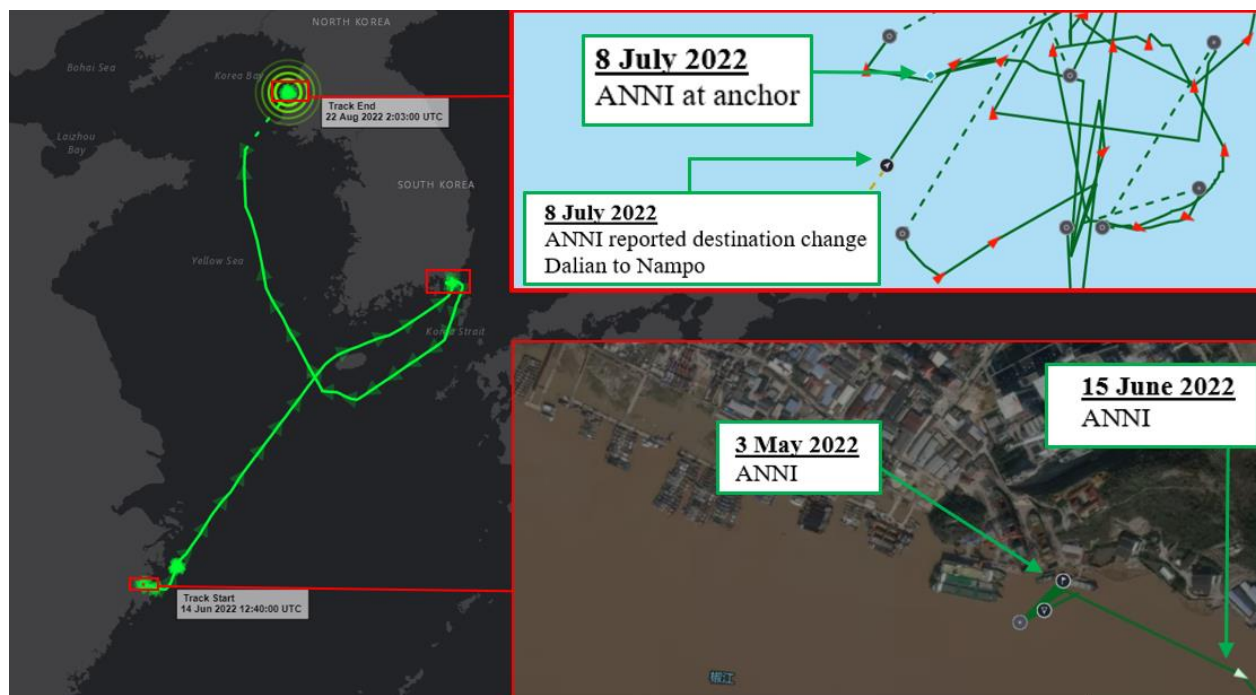 NORTH KOREA
Bohai Sea
Korea Bay
Track End
22 Aug 2022 2:03:00 UTC
Laizhou
Bay
SOUTH KOREA
Yellow Sea
Korea Strait
Track Start
14 Jun 2022 12:40:00 UTC
8 July 2022
ANNI at anchor
8 July 2022
ANNI reported destination change
Dalian to Nampo
3 May 2022
ANNI
15 June 2022
ANNI
椒江